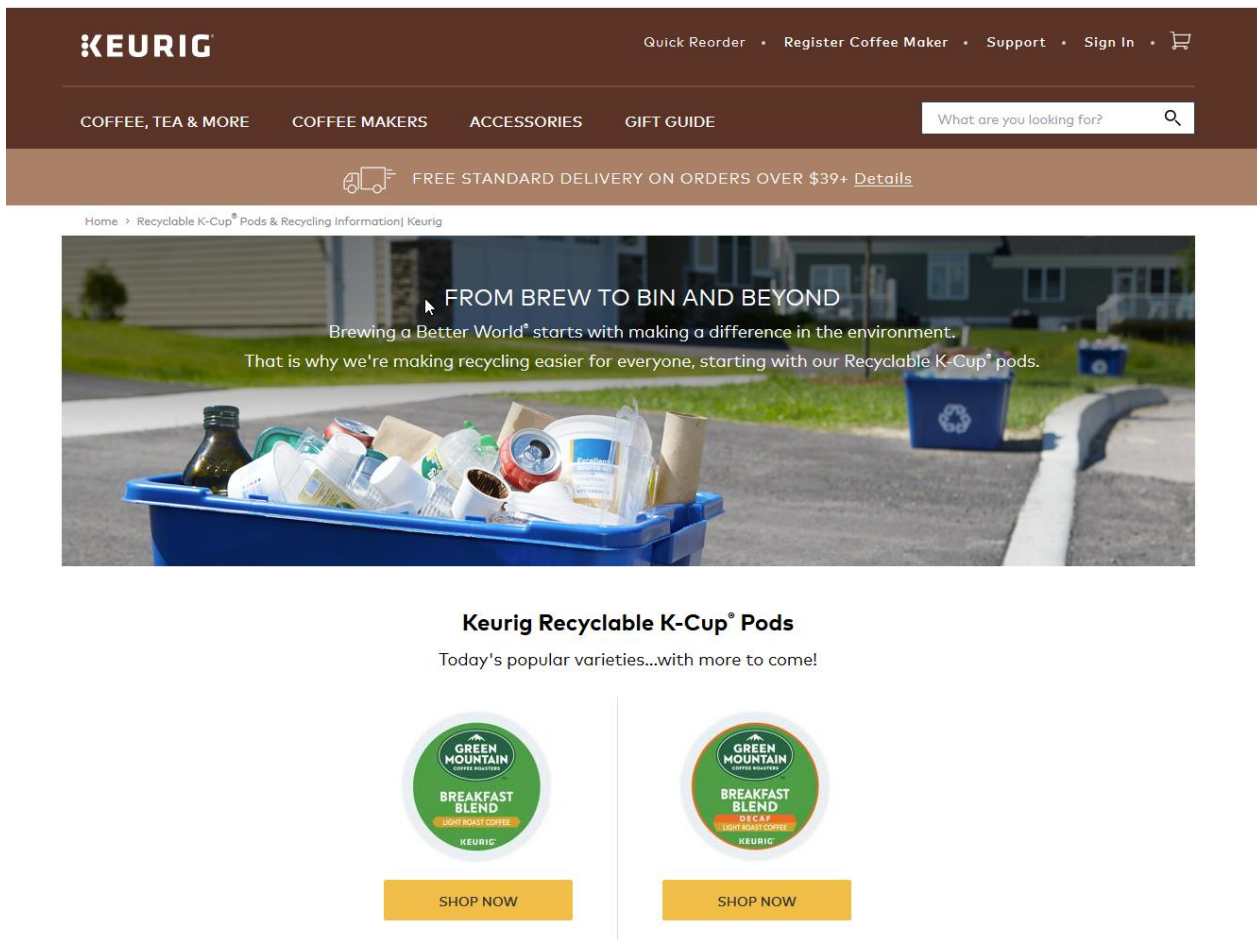 KEURIG
Quick Reorder • Register Coffee Maker • Support • Sign In •
COFFEE, TEA & MORE COFFEE MAKERS ACCESSORIES GIFT GUIDE What are you looking for?
FREE STANDARD DELIVERY ON ORDERS OVER $39+ Details
Home > Recyclable K-Cup® Pods & Recycling Information| Keurig
FROM BREW TO BIN AND BEYOND
Brewing a Better World® starts with making a difference in the environment.
That is why we're making recycling easier for everyone, starting with our Recyclable K-Cup® pods.
Excellent
Keurig Recyclable K-Cup® Pods
Today's popular varieties...with more to come!
GREEN
MOUNTAIN
COFFEE ROASTERS
BREAKFAST
BLEND
LIGHT ROAST COFFEE
KEURIG
SHOP NOW
GREEN
MOUNTAIN
COFFEE ROASTERS
BREAKFAST
BLEND
DECAF
LIGHT ROAST COFFEE
KEURIG
SHOP NOW